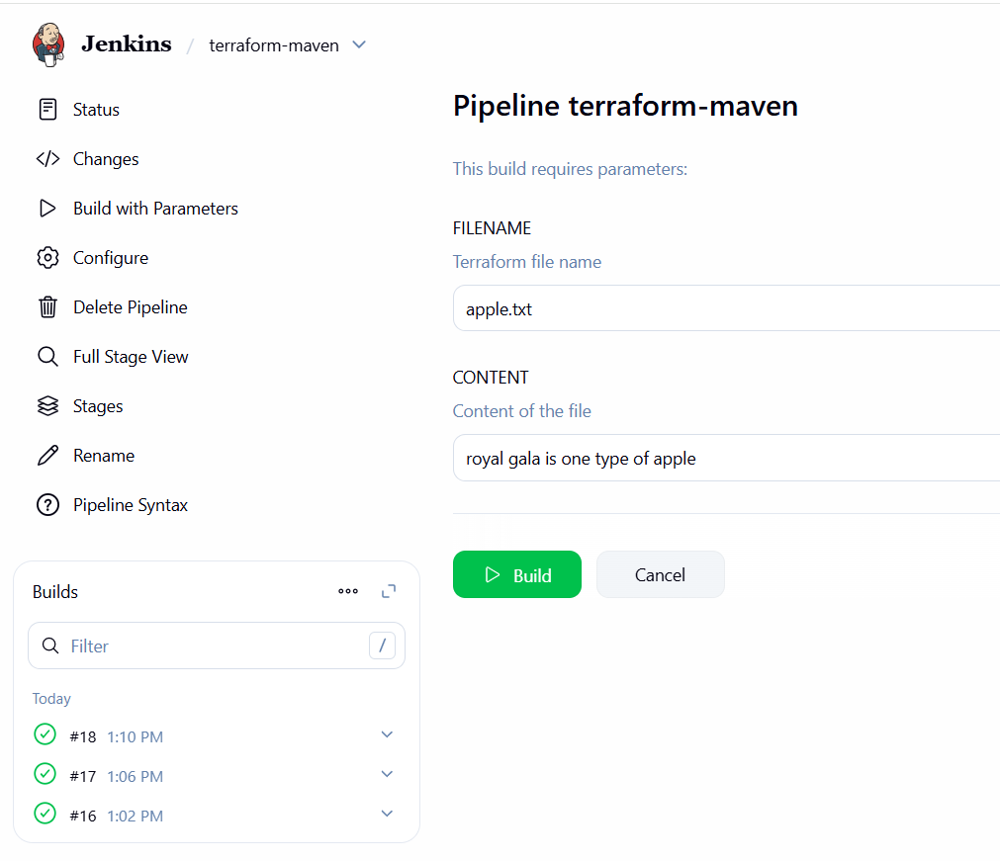 Jenkins / terraform-maven
Status
Changes
Build with Parameters
Configure
Delete Pipeline
Full Stage View
Stages
Rename
Pipeline Syntax
Builds
Filter /
Today
#18 1:10 PM
#17 1:06 PM
#16 1:02 PM
Pipeline terraform-maven
This build requires parameters:
FILENAME
Terraform file name
apple.txt
CONTENT
Content of the file
royal gala is one type of apple
Build Cancel